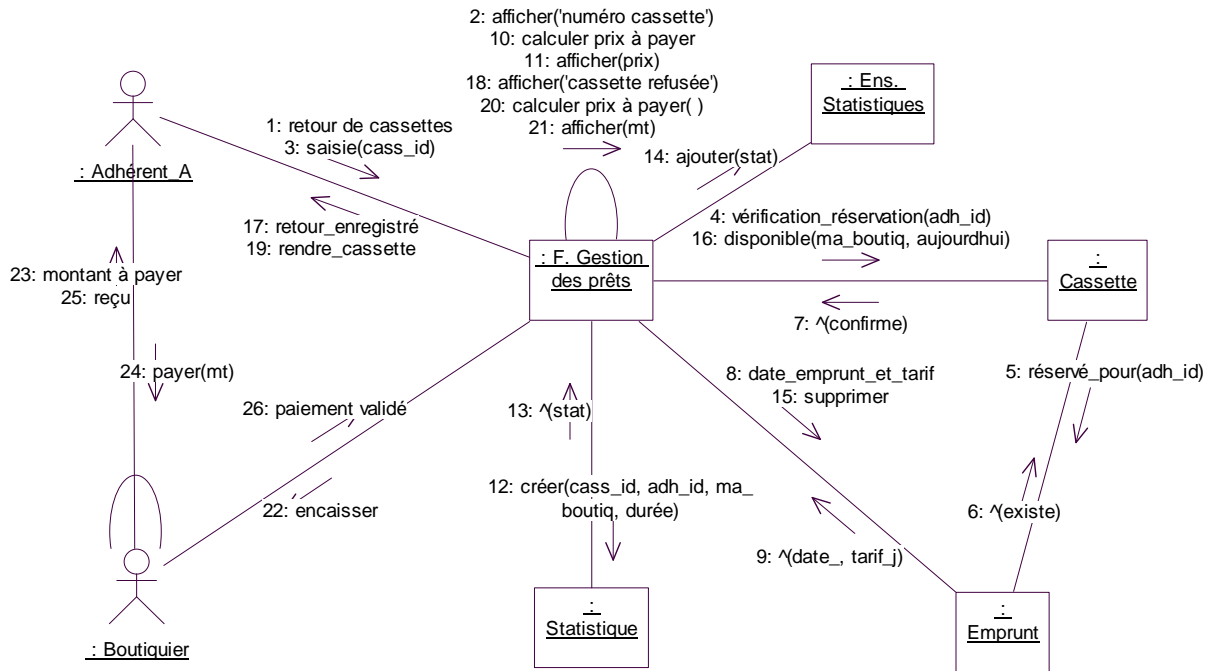 2: afficher('numéro cassette')
10: calculer prix à payer
11: afficher(prix)
18: afficher('cassette refusée')
20: calculer prix à payer( )
21: afficher(mt)
: Ens.
Statistiques
1: retour de cassettes
3: saisie(cass_id)
14: ajouter(stat)
: Adhérent_A
17: retour_enregistré
19: rendre_cassette
4: vérification_réservation(adh_id)
16: disponible(ma_boutiq, aujourdhui)
: F. Gestion
des prêts
:
Cassette
23: montant à payer
25: reçu
7: ^(confirme)
24: payer(mt)
8: date_emprunt_et_tarif
15: supprimer
5: réservé_pour(adh_id)
26: paiement validé
13: ^(stat)
22: encaisser
12: créer(cass_id, adh_id, ma_
boutiq, durée)
6: ^(existe)
9: ^(date_, tarif_j)
:
Statistique
:
Emprunt
: Boutiquier